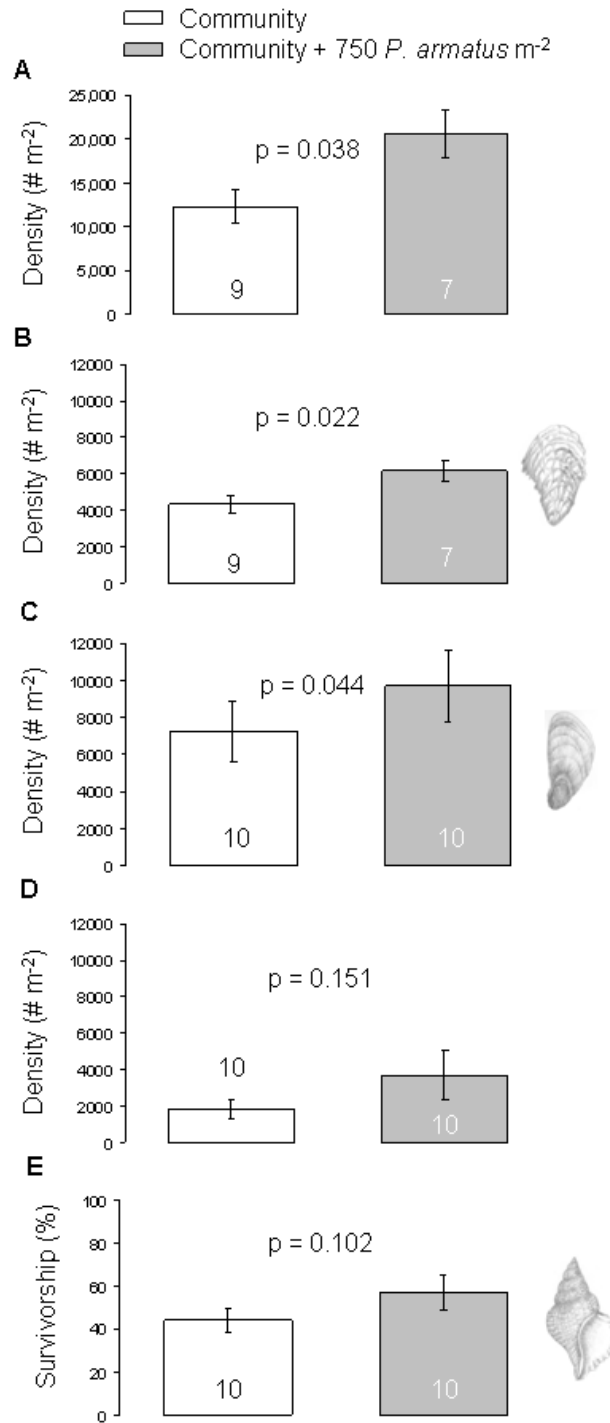 Community
Community + 750 P. armatus m-2
A
Density (# m-2)
25,000
20,000
15,000
10,000
5,000
0
p = 0.038
9
7
B
Density (# m-2)
12000
10000
8000
6000
4000
2000
0
p = 0.022
9
7
C
Density (# m-2)
12000
10000
8000
6000
4000
2000
0
p = 0.044
10
10
D
Density (# m-2)
12000
10000
8000
6000
4000
2000
0
p = 0.151
10
10
E
Survivorship (%)
100
80
60
40
20
0
p = 0.102
10
10